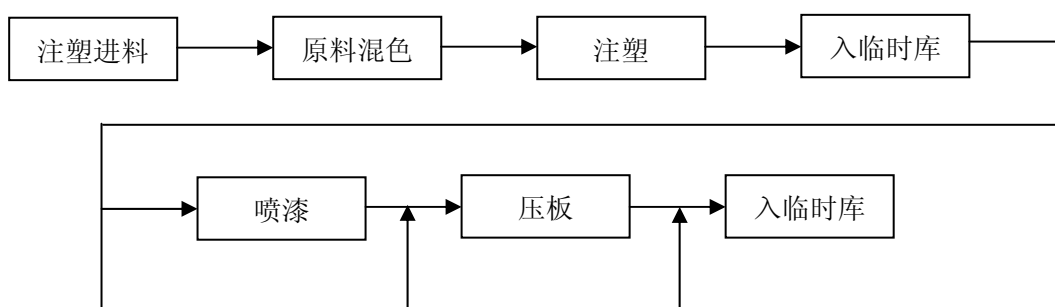 注塑进料
原料混色
注塑
入临时库
喷漆
压板
入临时库